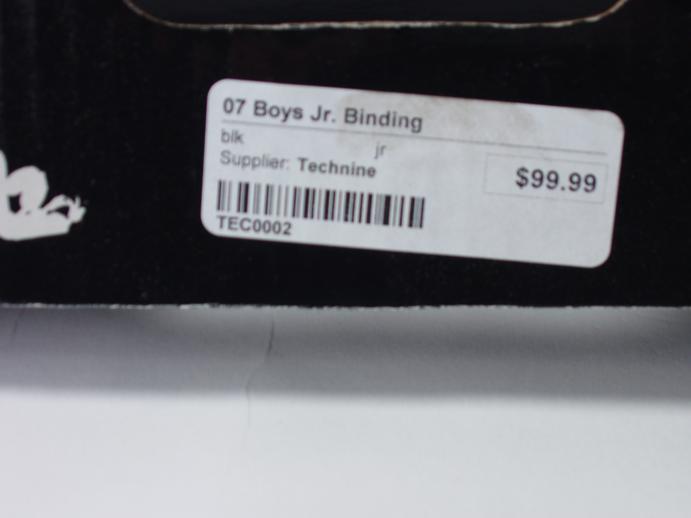 07 Boys Jr. Binding
blk jr
Supplier: Technine
$99.99
TEC0002